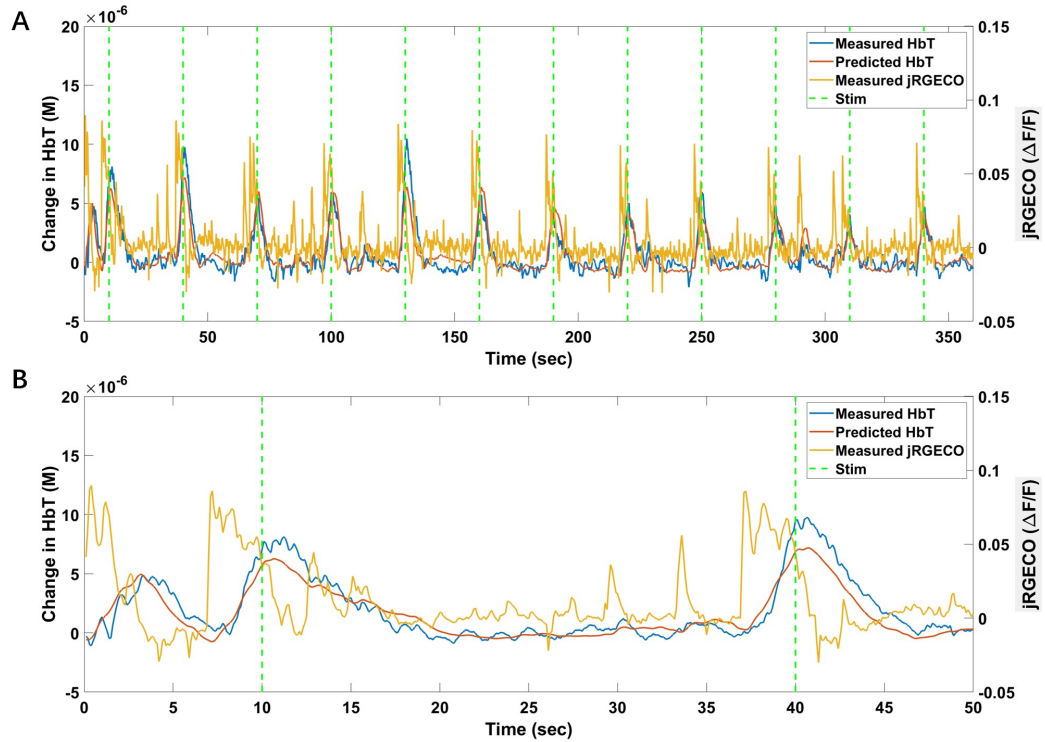 A
×10⁻⁶
20
15
10
5
0
-5
Change in HbT (M)
0.15
0.1
0.05
0
-0.05
jRGECO (ΔF/F)
Measured HbT
Predicted HbT
Measured jRGECO
Stim
0 50 100 150 200 250 300 350
Time (sec)
B
×10⁻⁶
20
15
10
5
0
-5
Change in HbT (M)
0.15
0.1
0.05
0
-0.05
jRGECO (ΔF/F)
Measured HbT
Predicted HbT
Measured jRGECO
Stim
0 5 10 15 20 25 30 35 40 45 50
Time (sec)